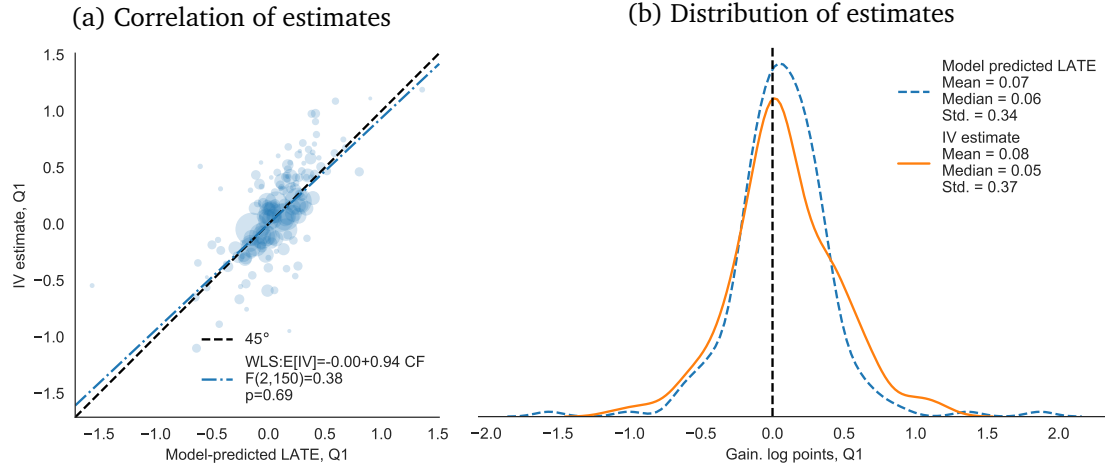 (a) Correlation of estimates
1.5
1.0
0.5
0.0
−0.5
−1.0
−1.5
IV estimate, Q1
45°
WLS:E[IV]=-0.00+0.94 CF
F(2,150)=0.38
p=0.69
−1.5
−1.0
−0.5
0.0
0.5
1.0
1.5
Model-predicted LATE, Q1
(b) Distribution of estimates
Model predicted LATE
Mean = 0.07
Median = 0.06
Std. = 0.34
IV estimate
Mean = 0.08
Median = 0.05
Std. = 0.37
−2.0
−1.5
−1.0
−0.5
0.0
0.5
1.0
1.5
2.0
Gain. log points, Q1